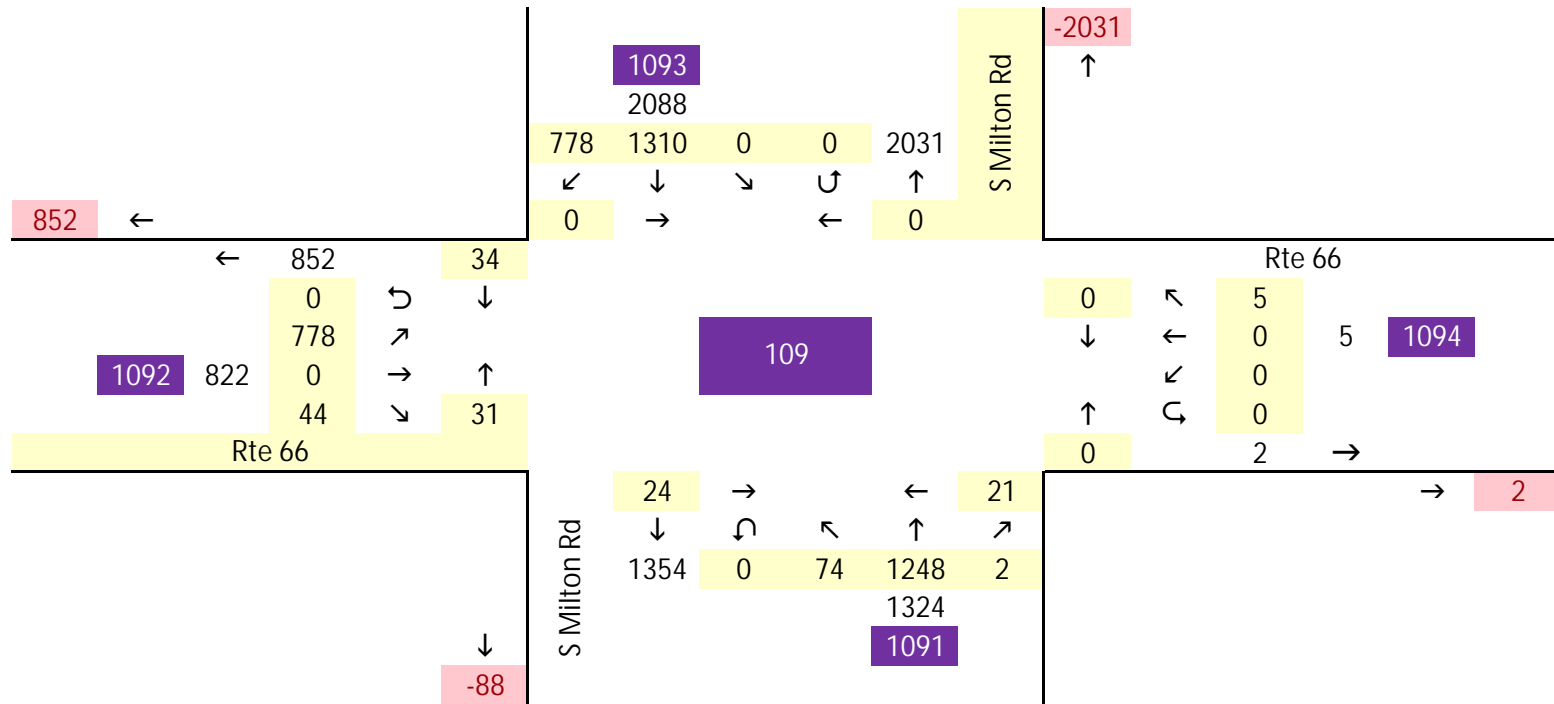 -2031
1093
↑
2088
778 1310 0 0 2031
↙ ↓ ↘ ⮍ ↑
S Milton Rd
852 ← 0 → ← 0
← 852 34 Rte 66
0 ⮌ ↓ 0 ↖ 5
778 ↗ 109 ↓ ← 0 5 1094
1092 822 0 → ↑ ↙ 0
44 ↘ 31 ↑ ⮎ 0
Rte 66 0 2 →
24 → ← 21 → 2
S Milton Rd
↓ ⮏ ↖ ↑ ↗
1354 0 74 1248 2
1324
↓ 1091
-88